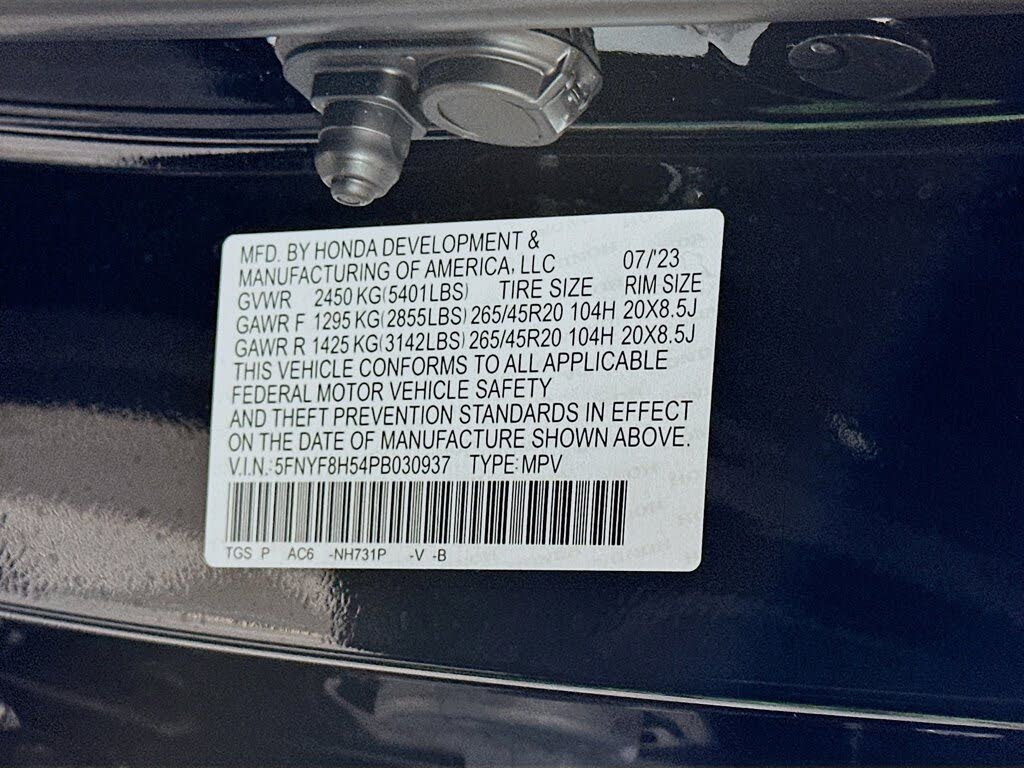 MFD. BY HONDA DEVELOPMENT &
MANUFACTURING OF AMERICA, LLC 07/'23
GVWR 2450 KG(5401LBS) TIRE SIZE RIM SIZE
GAWR F 1295 KG(2855LBS) 265/45R20 104H 20X8.5J
GAWR R 1425 KG(3142LBS) 265/45R20 104H 20X8.5J
THIS VEHICLE CONFORMS TO ALL APPLICABLE
FEDERAL MOTOR VEHICLE SAFETY
AND THEFT PREVENTION STANDARDS IN EFFECT
ON THE DATE OF MANUFACTURE SHOWN ABOVE.
V.I.N.: 5FNYF8H54PB030937 TYPE: MPV
TGS P AC6 -NH731P -V -B